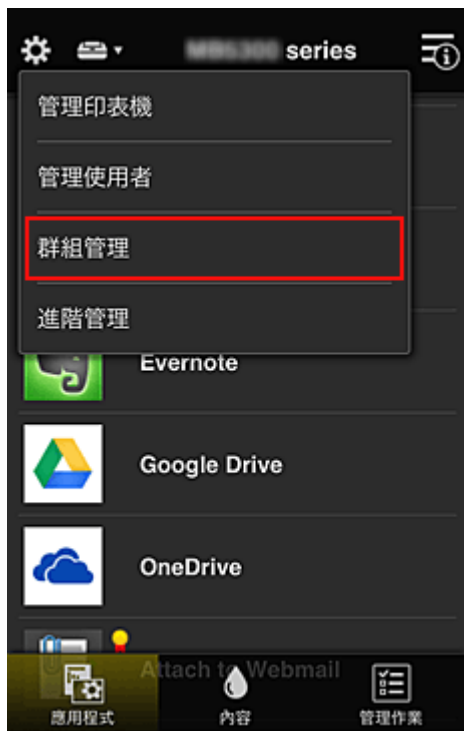 series
管理印表機
管理使用者
群組管理
進階管理
Evernote
Google Drive
OneDrive
Attach to Webmail
應用程式
內容
管理作業